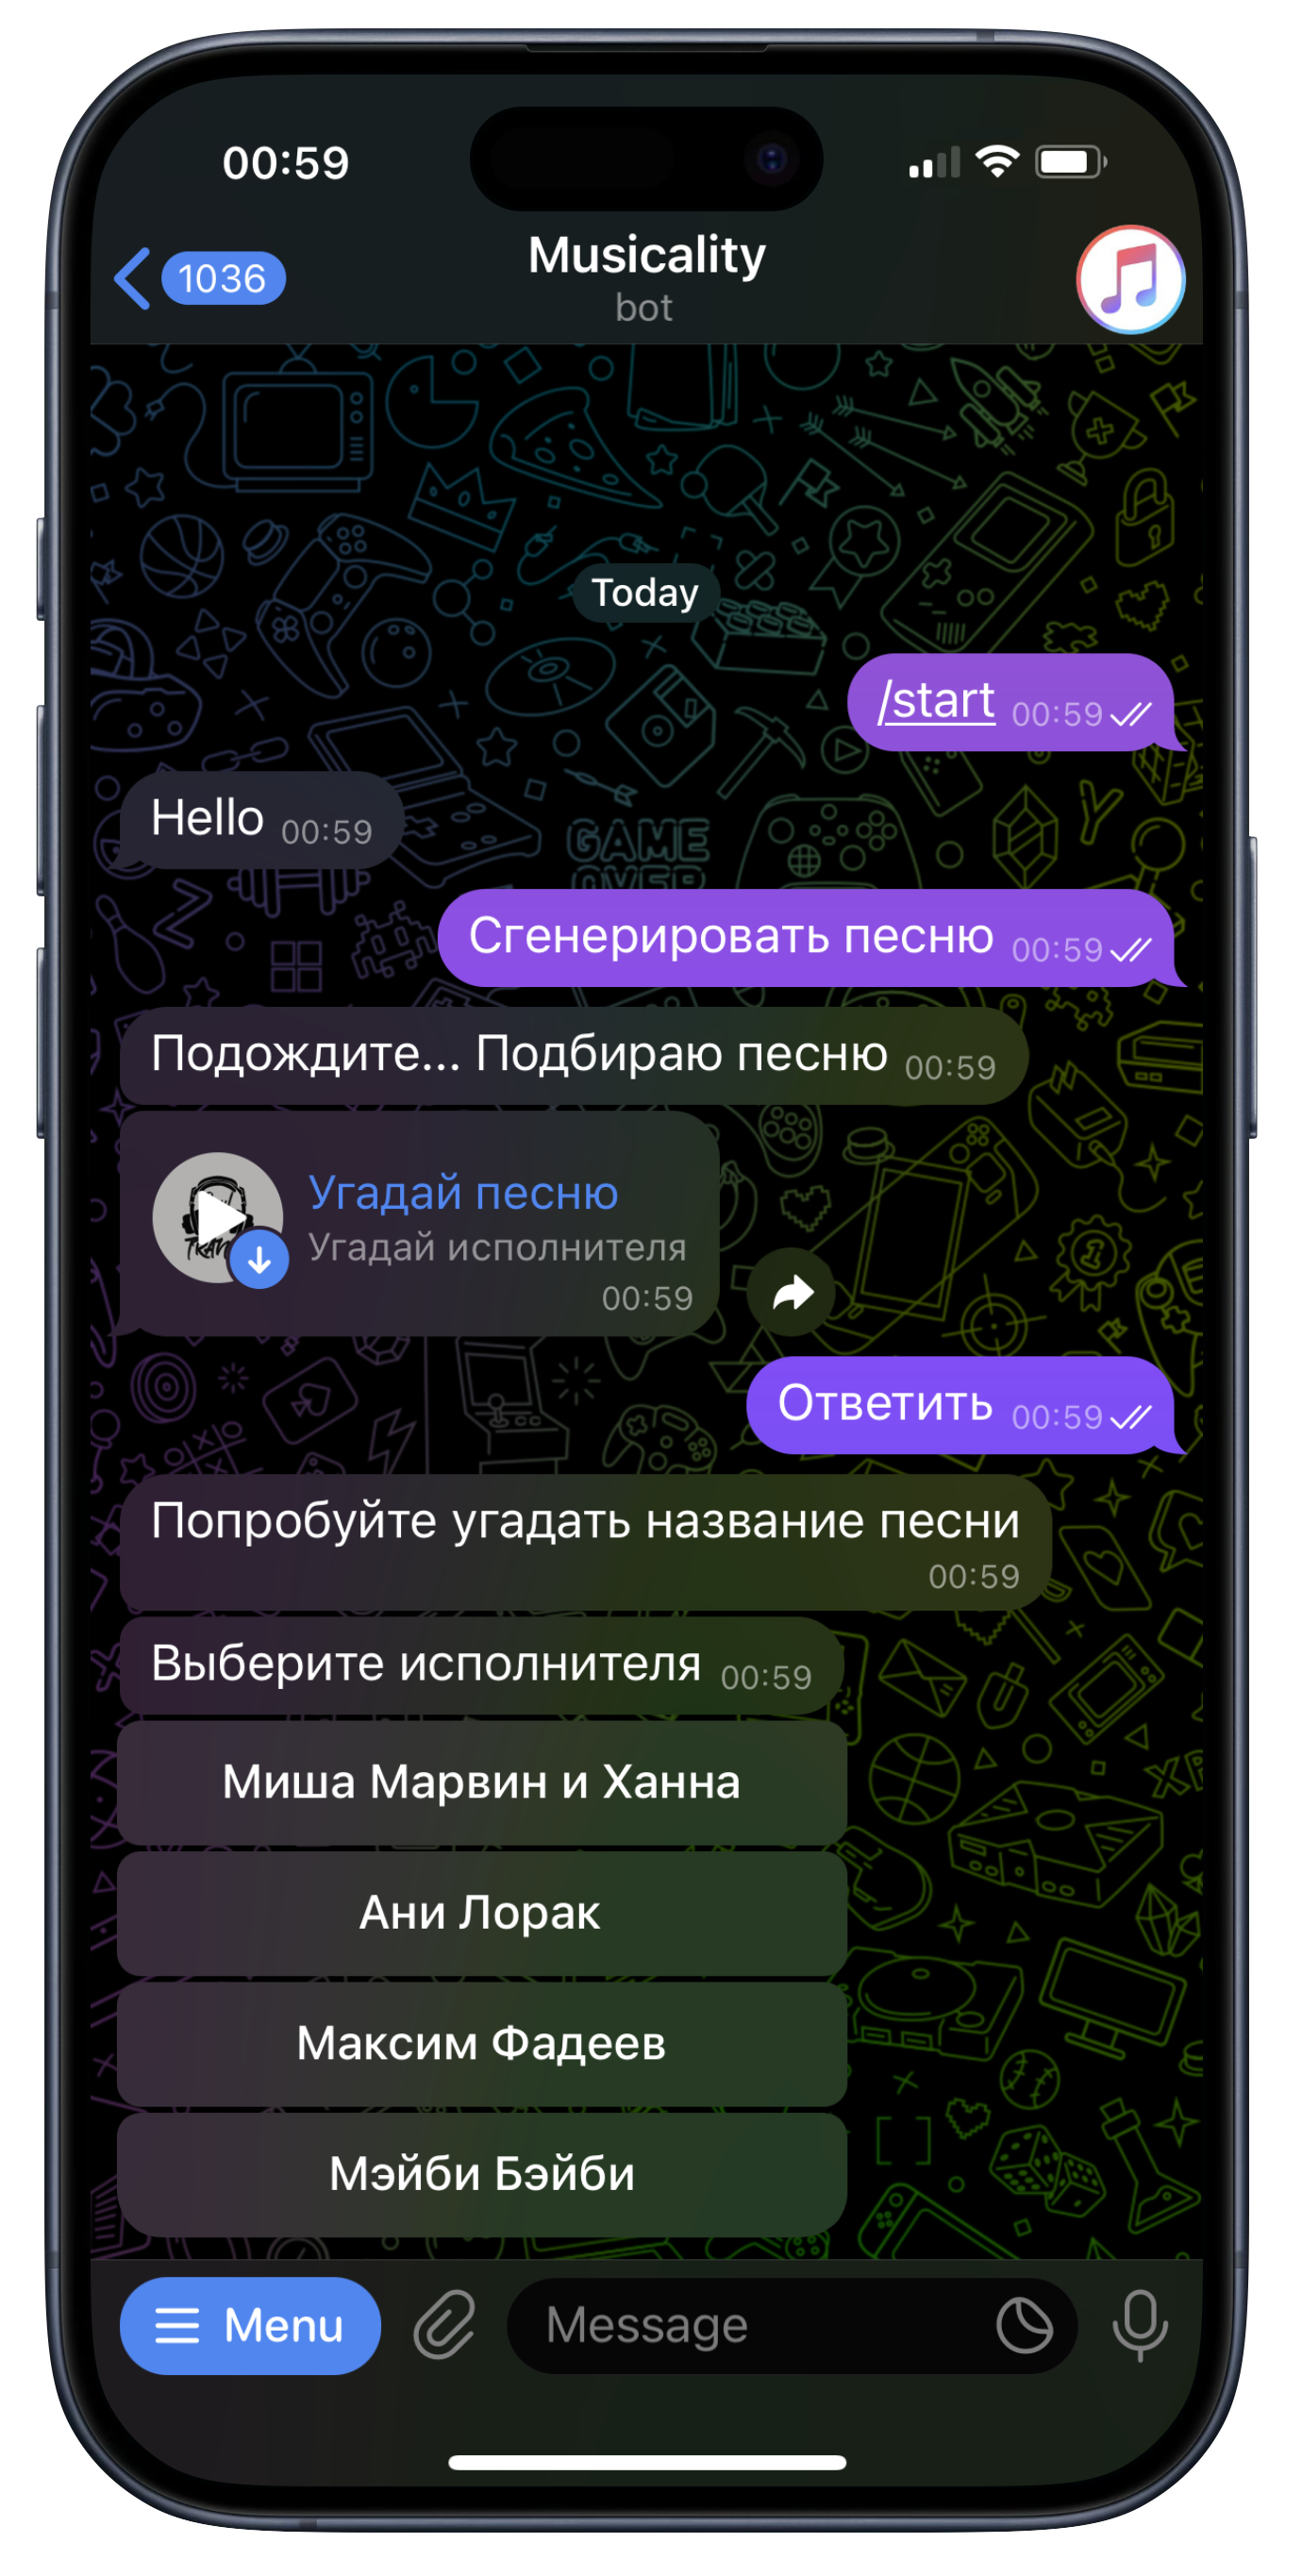 00:59
1036
Musicality
bot
Today
/start 00:59
Hello 00:59
GAME
OVER
Сгенерировать песню 00:59
Подождите... Подбираю песню 00:59
Угадай песню
Угадай исполнителя
00:59
Ответить 00:59
Попробуйте угадать название песни
00:59
Выберите исполнителя 00:59
Миша Марвин и Ханна
Ани Лорак
Максим Фадеев
Мэйби Бэйби
Menu
Message